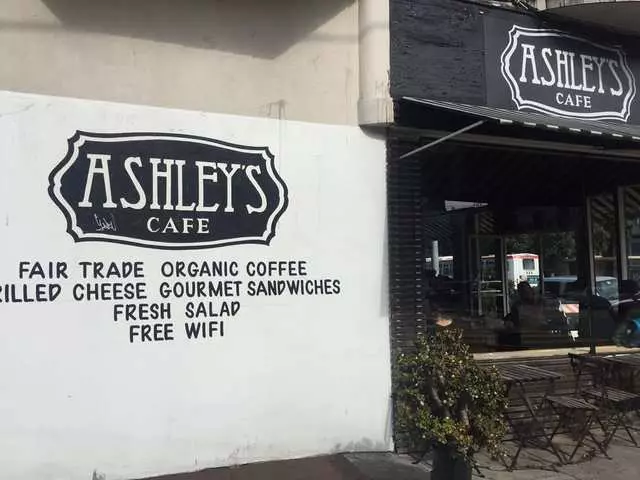 ASHLEY'S
CAFE
FAIR TRADE ORGANIC COFFEE
RILLED CHEESE GOURMET SANDWICHES
FRESH SALAD
FREE WIFI
ASHLEY'S
CAFE